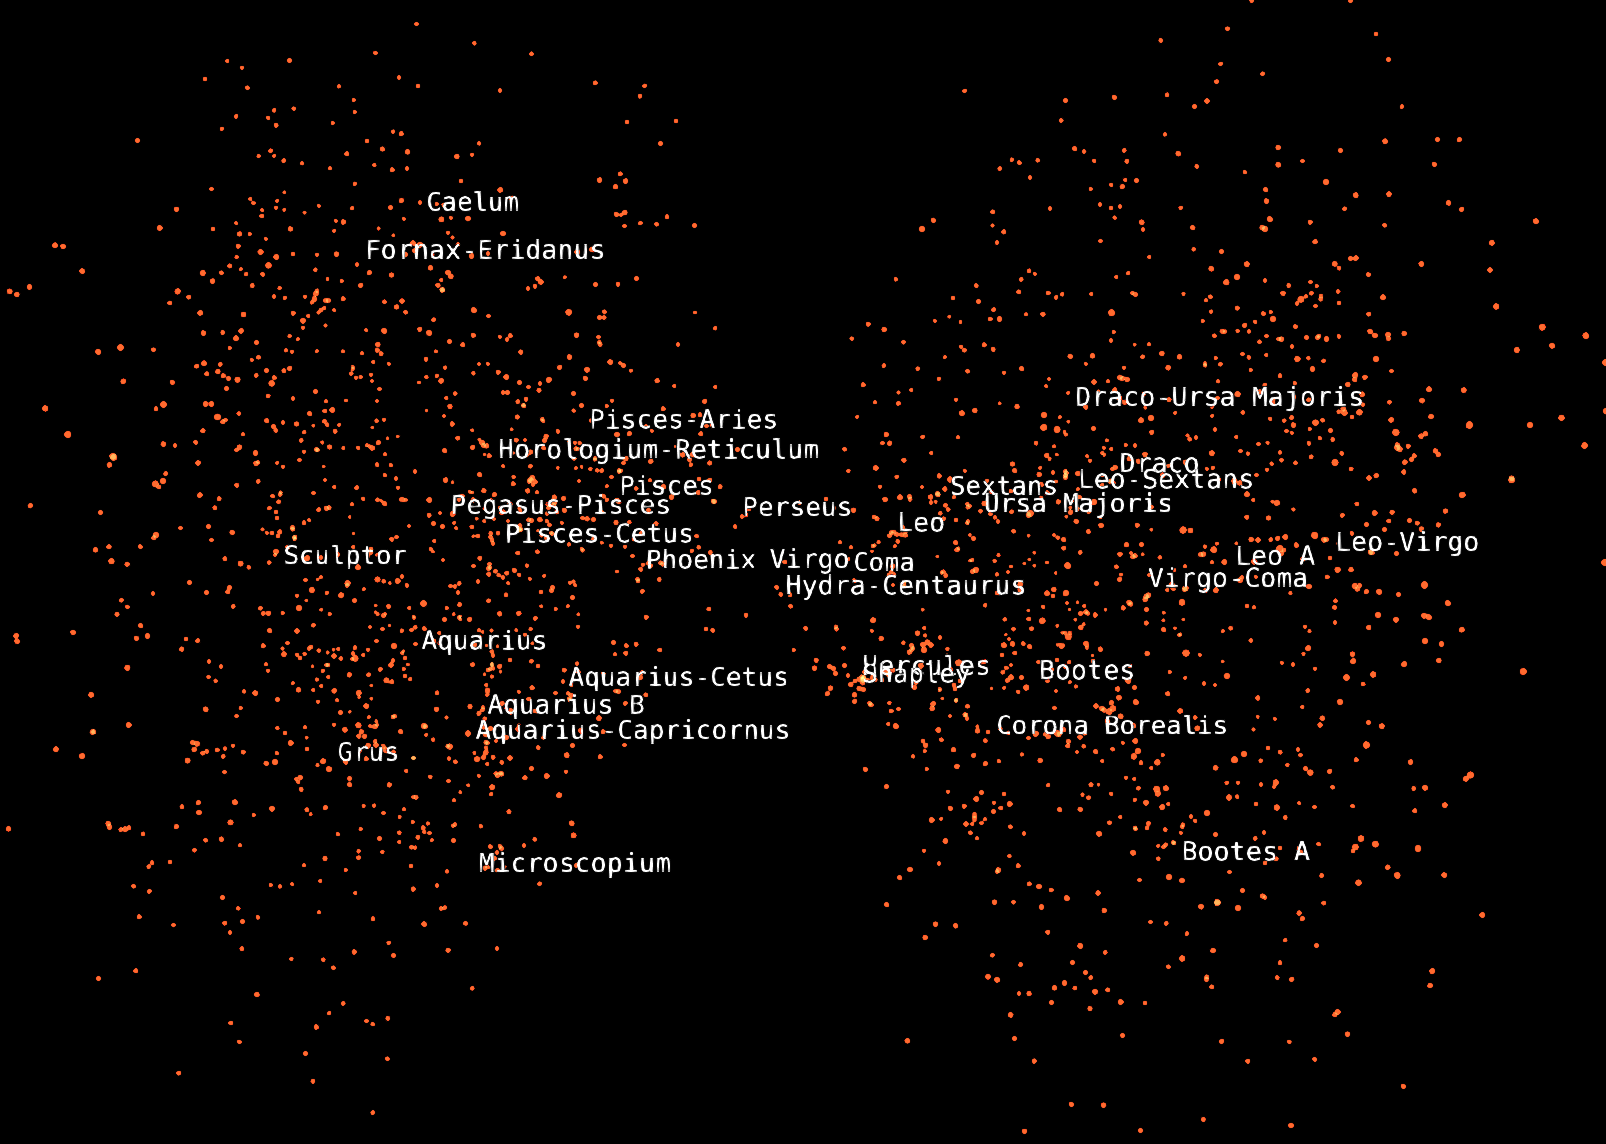 Caelum
Fornax-Eridanus
Draco-Ursa Majoris
Pisces-Aries
Horologium-Reticulum
Draco
Leo-Sextans
Pisces
Sextans
Pegasus-Pisces
Perseus
Ursa Majoris
Leo
Pisces-Cetus
Leo-Virgo
Sculptor
Phoenix
Virgo
Coma
Leo A
Virgo-Coma
Hydra-Centaurus
Aquarius
Hercules
Shapley
Bootes
Aquarius-Cetus
Aquarius B
Corona Borealis
Aquarius-Capricornus
Grus
Bootes A
Microscopium